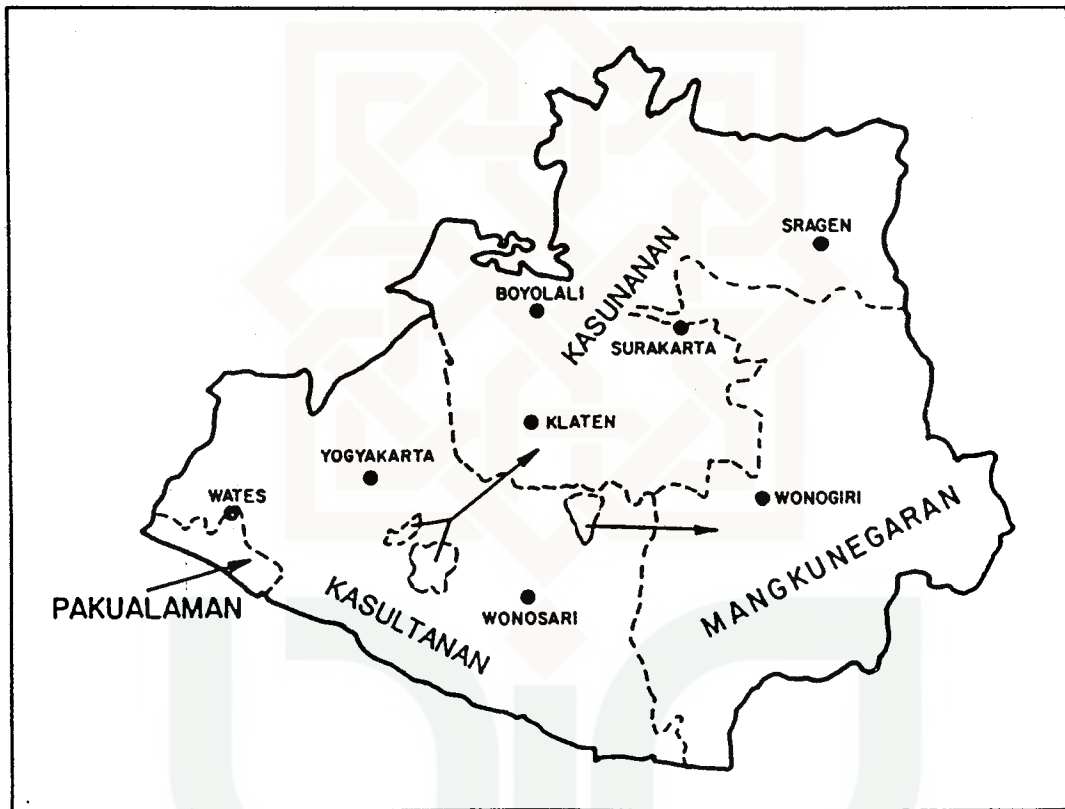 SRAGEN
KASUNANAN
BOYOLALI
SURAKARTA
KLATEN
YOGYAKARTA
WATES
WONOGIRI
PAKUALAMAN
KASULTANAN
WONOSARI
MANGKUNEGARAN